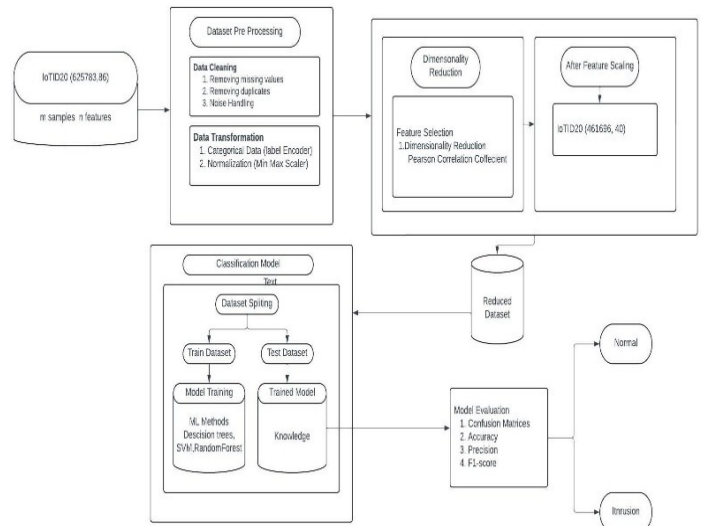 IoTID20 (625783,86)
m samples n features
Dataset Pre Processing
Data Cleaning
1. Removing missing values
2. Removing duplicates
3. Noise Handling
Data Transformation
1. Categorical Data (label Encoder)
2. Normalization (Min Max Scaler)
Dimensonality
Reduction
Feature Selection
1.Dimensionality Reduction
Pearson Correlation Coffecient
After Feature Scaling
IoTID20 (461696, 40)
Reduced
Dataset
Classification Model
Text
Dataset Spliting
Train Dataset
Test Dataset
Model Training
ML Methods
Descision trees,
SVM,RandomForest
Trained Model
Knowledge
Model Evaluation
1. Confusion Matrices
2. Accuracy
3. Precision
4. F1-score
Normal
Itnrusion